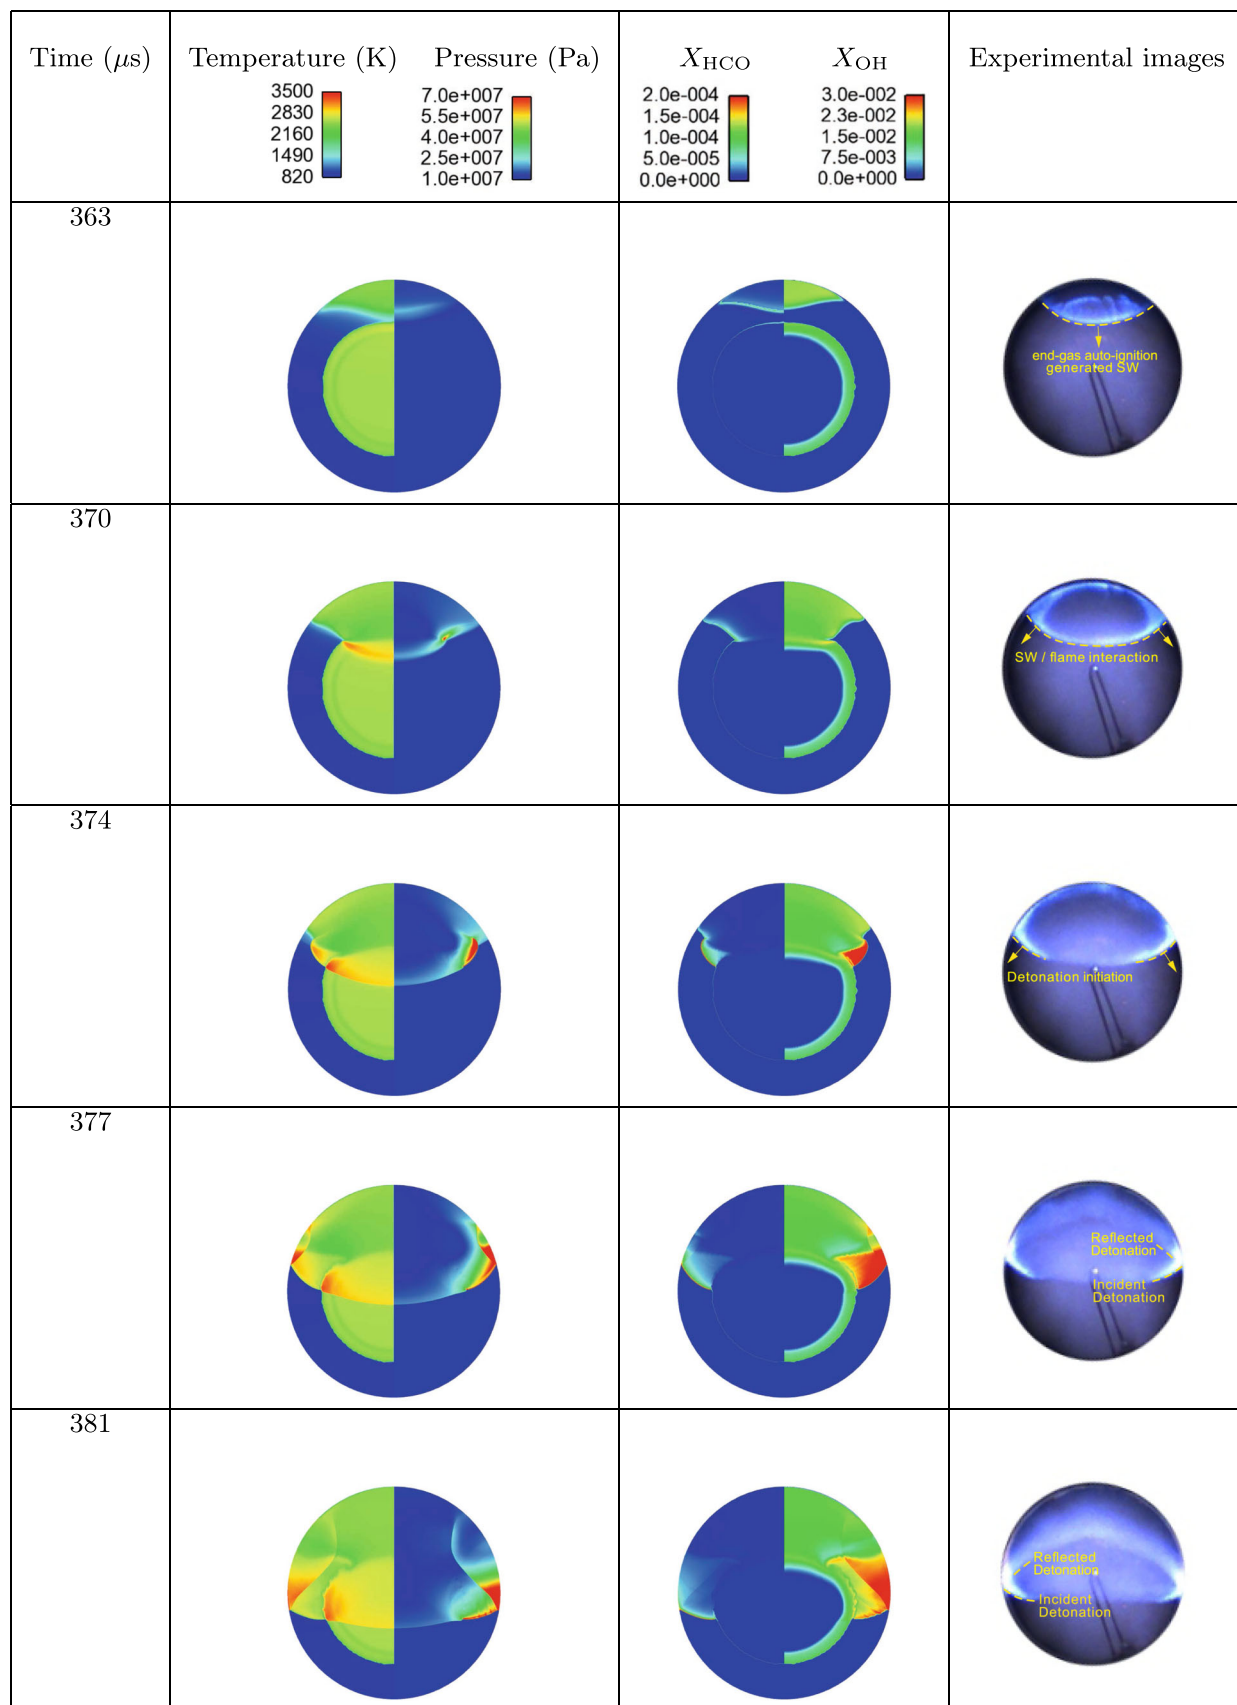 Time (μs) Temperature (K) Pressure (Pa) X_HCO X_OH Experimental images
3500 7.0e+007 2.0e-004 3.0e-002
2830 5.5e+007 1.5e-004 2.3e-002
2160 4.0e+007 1.0e-004 1.5e-002
1490 2.5e+007 5.0e-005 7.5e-003
820 1.0e+007 0.0e+000 0.0e+000
363
end-gas auto-ignition
generated SW
370
SW / flame interaction
374
Detonation initiation
377
Reflected
Detonation
Incident
Detonation
381
Reflected
Detonation
Incident
Detonation